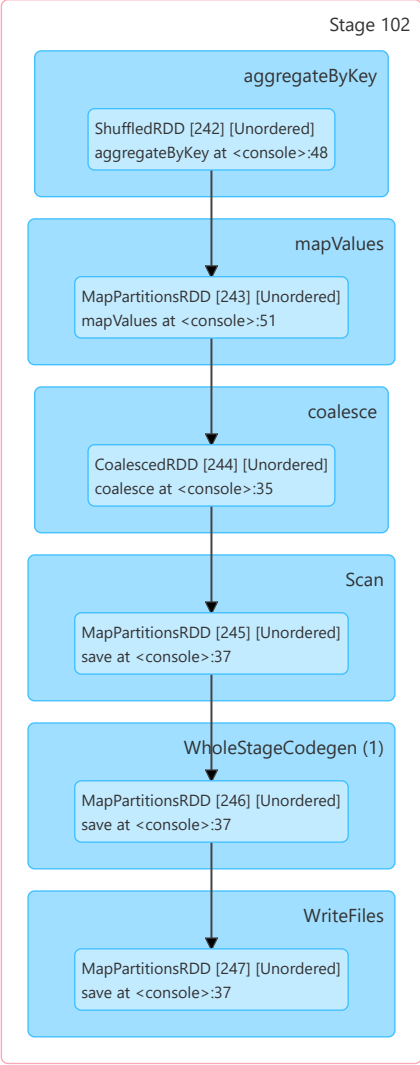 Stage 102
aggregateByKey
ShuffledRDD [242] [Unordered]
aggregateByKey at <console>:48
mapValues
MapPartitionsRDD [243] [Unordered]
mapValues at <console>:51
coalesce
CoalescedRDD [244] [Unordered]
coalesce at <console>:35
Scan
MapPartitionsRDD [245] [Unordered]
save at <console>:37
WholeStageCodegen (1)
MapPartitionsRDD [246] [Unordered]
save at <console>:37
WriteFiles
MapPartitionsRDD [247] [Unordered]
save at <console>:37